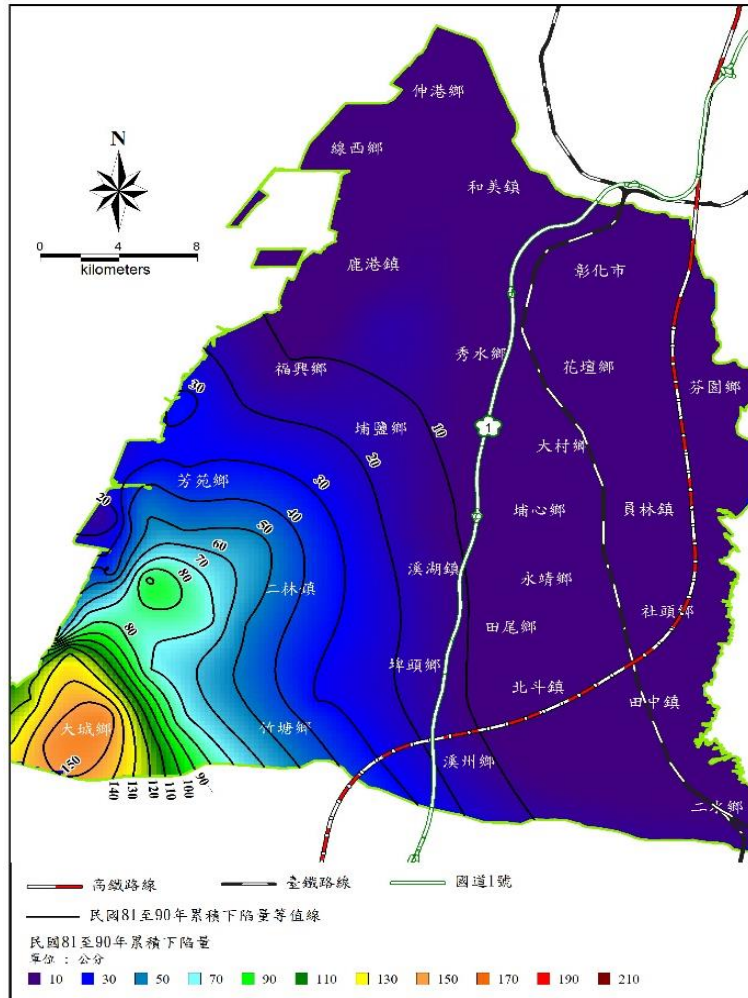 伸港鄉
線西鄉
N
和美鎮
0 4 8
kilometers
鹿港鎮
彰化市
秀水鄉
福興鄉
花壇鄉
芬園鄉
30
10
埔鹽鄉
1
20
大村鄉
芳苑鄉
30
20
40
埔心鄉
員林鎮
50
60
70
80
溪湖鎮
二林鎮
永靖鄉
社頭鄉
80
田尾鄉
埤頭鄉
北斗鎮
田中鎮
大城鄉
竹塘鄉
溪州鄉
150
140 130 120 110 100 90
二水鄉
高鐵路線 臺鐵路線 國道1號
民國81至90年累積下陷量等值線
民國81至90年累積下陷量
單位 : 公分
10 30 50 70 90 110 130 150 170 190 210